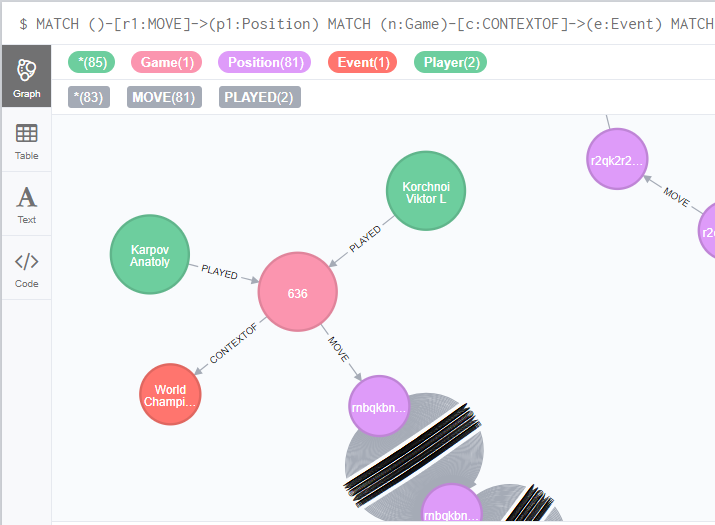 $ MATCH ()-[r1:MOVE]->(p1:Position) MATCH (n:Game)-[c:CONTEXTOF]->(e:Event) MATCH
*(85) Game(1) Position(81) Event(1) Player(2)
*(83) MOVE(81) PLAYED(2)
Graph
Table
Text
Code
r2qk2r2...
MOVE
Korchnoi
Viktor L
PLAYED
Karpov
Anatoly
PLAYED
636
CONTEXTOF
MOVE
World
Champi...
rnbqkbn...
rnbqkbn...